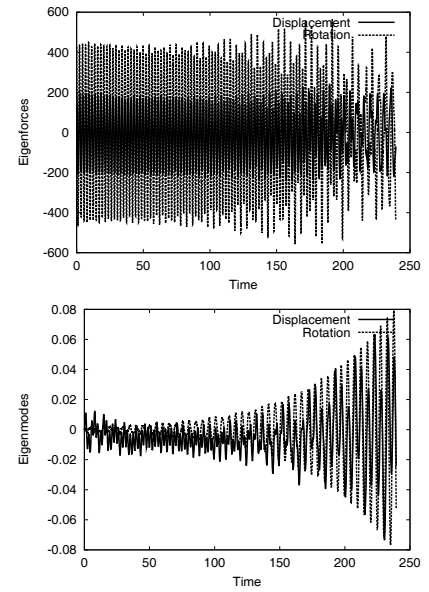 600
400
200
0
-200
-400
-600
Eigenforces
Displacement
Rotation
0 50 100 150 200 250
Time
0.08
0.06
0.04
0.02
0
-0.02
-0.04
-0.06
-0.08
Eigenmodes
Displacement
Rotation
0 50 100 150 200 250
Time